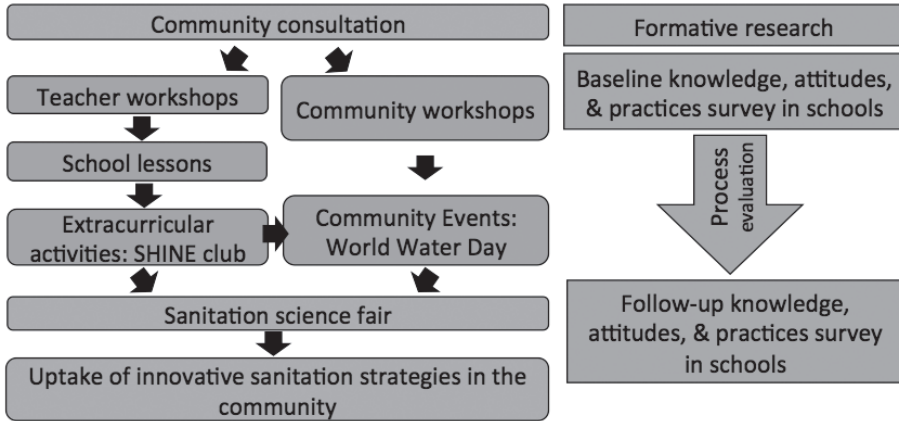 Community consultation
Teacher workshops
School lessons
Extracurricular
activities: SHINE club
Community workshops
Community Events:
World Water Day
Sanitation science fair
Uptake of innovative sanitation strategies in the
community
Formative research
Baseline knowledge, attitudes,
& practices survey in schools
Process
evaluation
Follow-up knowledge,
attitudes, & practices survey
in schools